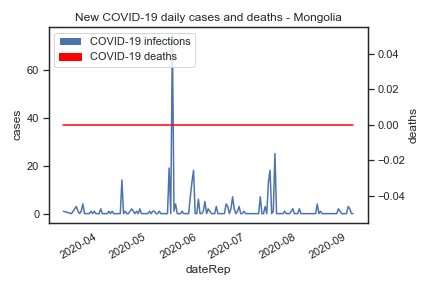 New COVID-19 daily cases and deaths - Mongolia
COVID-19 infections
COVID-19 deaths
60
40
20
0
cases
0.04
0.02
0.00
−0.02
−0.04
deaths
2020-04
2020-05
2020-06
2020-07
2020-08
2020-09
dateRep